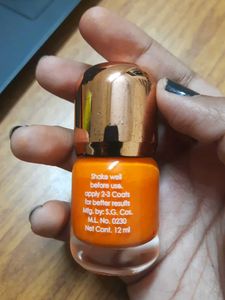 Shake well
before use.
apply 2-3 Coats
for better results
Mfg. by: S.G. Cos.
M.L. No. 0230
Net Cont. 12 ml